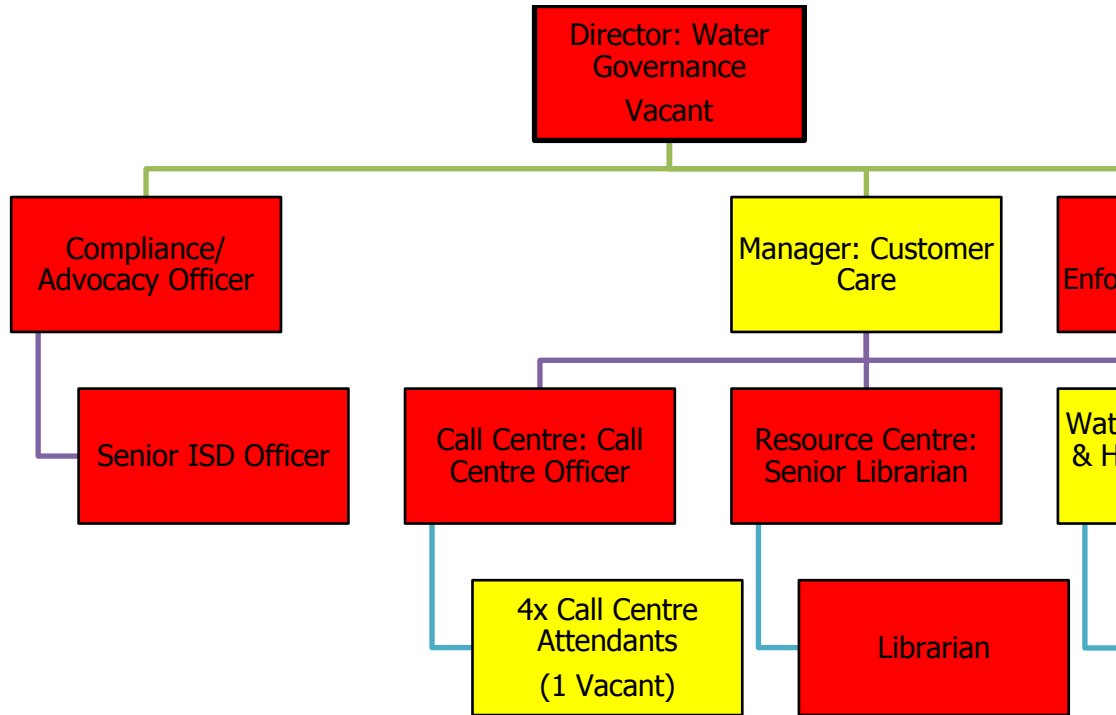 Director: Water
Governance
Vacant
Compliance/
Advocacy Officer
Manager: Customer
Care
Senior ISD Officer
Call Centre: Call
Centre Officer
Resource Centre:
Senior Librarian
4x Call Centre
Attendants
(1 Vacant)
Librarian